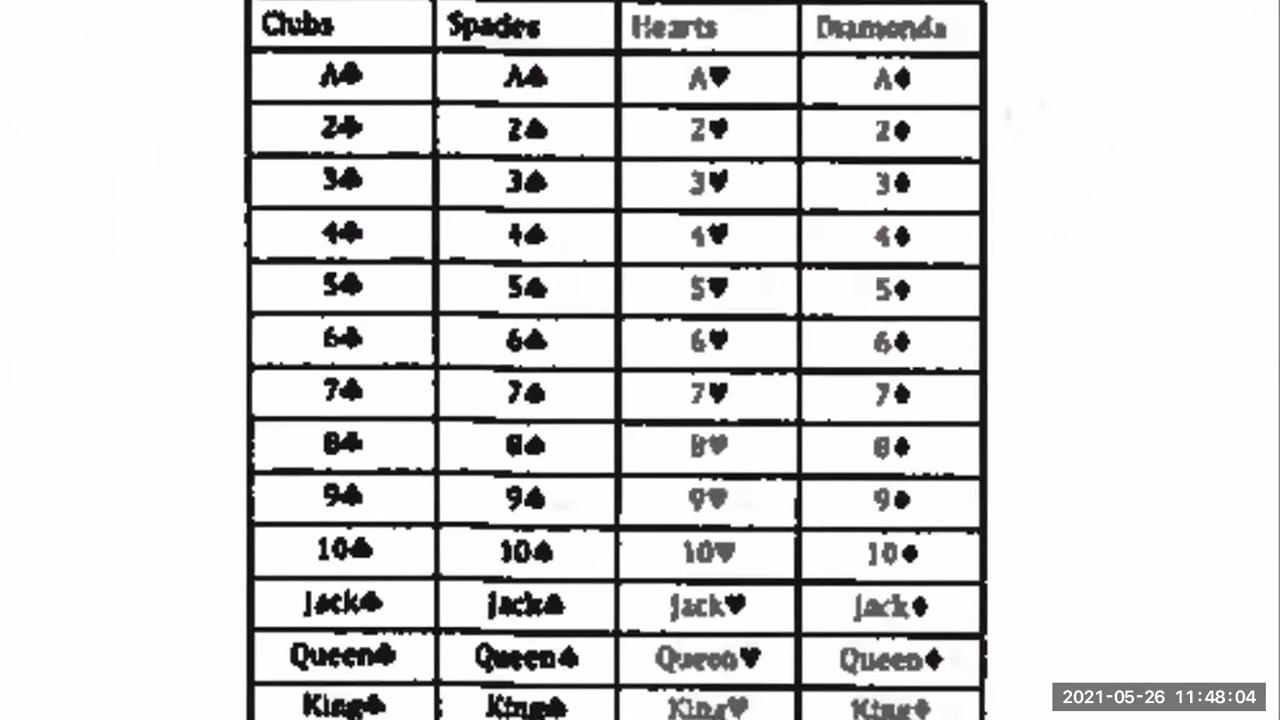 Clubs Spades Hearts Diamonds
A♣ A♠ A♥ A♦
2♣ 2♠ 2♥ 2♦
3♣ 3♠ 3♥ 3♦
4♣ 4♠ 4♥ 4♦
5♣ 5♠ 5♥ 5♦
6♣ 6♠ 6♥ 6♦
7♣ 7♠ 7♥ 7♦
8♣ 8♠ 8♥ 8♦
9♣ 9♠ 9♥ 9♦
10♣ 10♠ 10♥ 10♦
Jack♣ Jack♠ Jack♥ Jack♦
Queen♣ Queen♠ Queen♥ Queen♦
King♣ King♠ King♥ King♦
2021-05-26 11:48:04